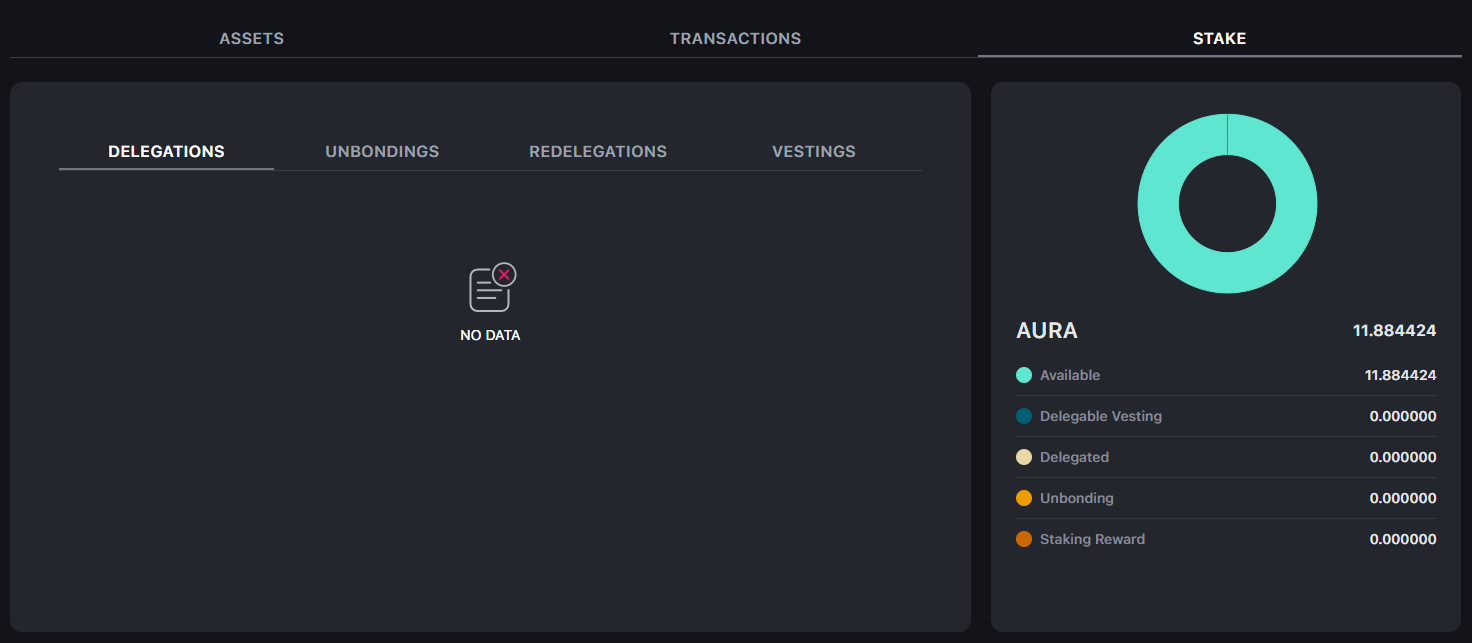 ASSETS TRANSACTIONS STAKE
DELEGATIONS UNBONDINGS REDELEGATIONS VESTINGS
NO DATA
AURA 11.884424
Available 11.884424
Delegable Vesting 0.000000
Delegated 0.000000
Unbonding 0.000000
Staking Reward 0.000000